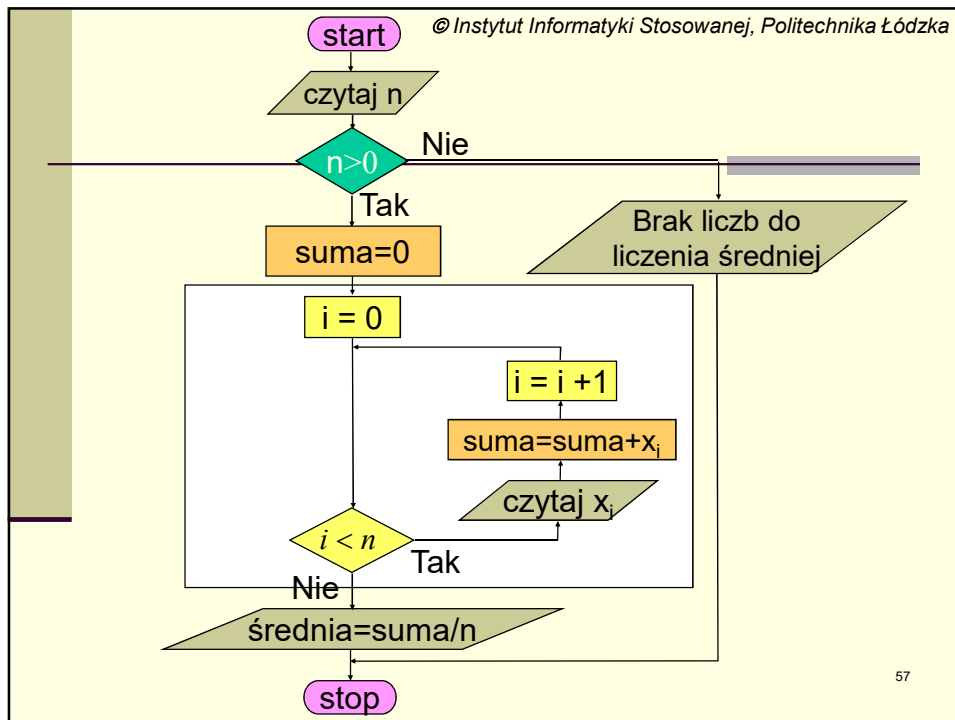 © Instytut Informatyki Stosowanej, Politechnika Łódzka
start
czytaj n
n>0
Nie
Tak
Brak liczb do
liczenia średniej
suma=0
i = 0
i = i +1
suma=suma+xᵢ
czytaj xᵢ
i < n
Tak
Nie
średnia=suma/n
stop
57